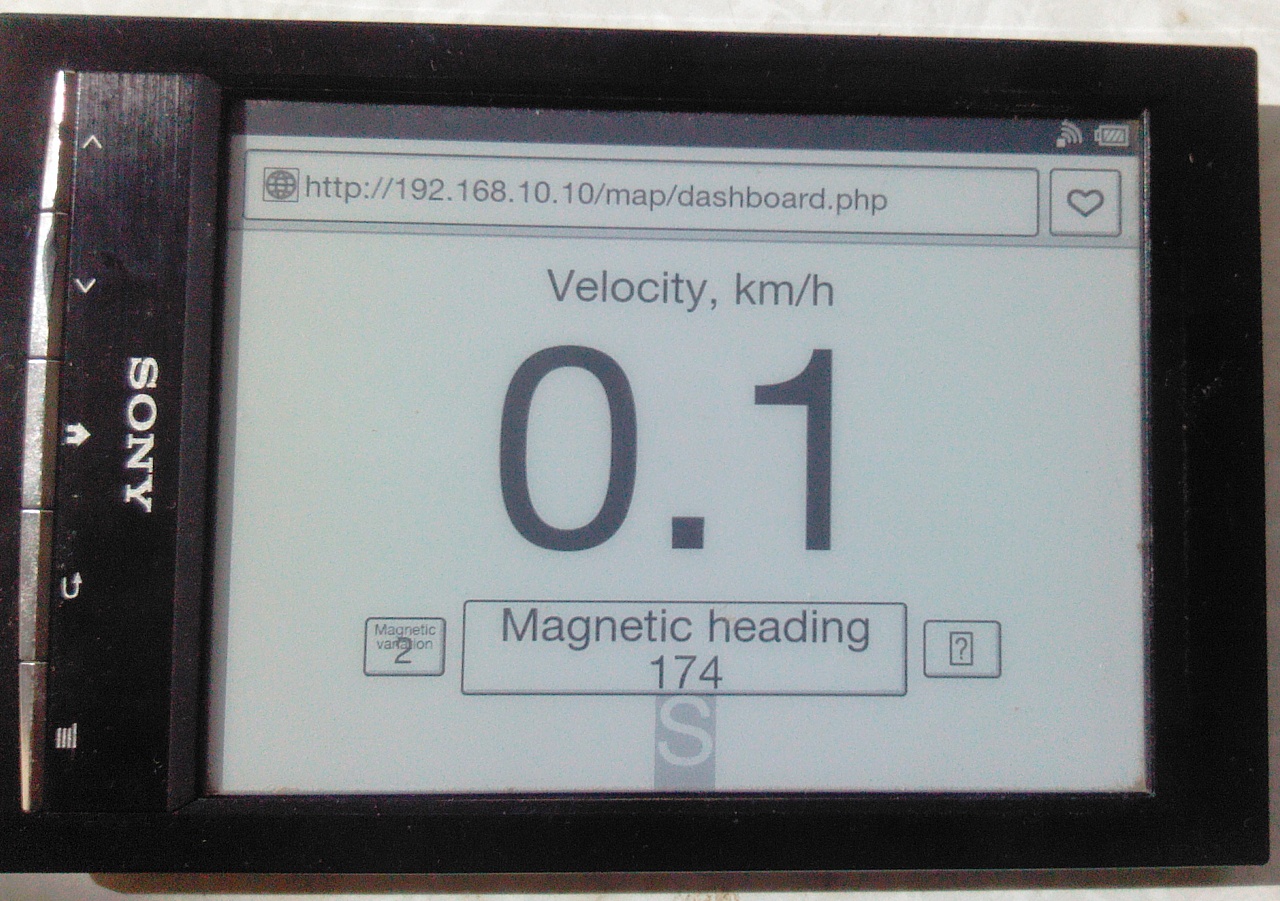 http://192.168.10.10/map/dashboard.php
Velocity, km/h
0.1
Magnetic
variation
2
Magnetic heading
174
?
S
SONY